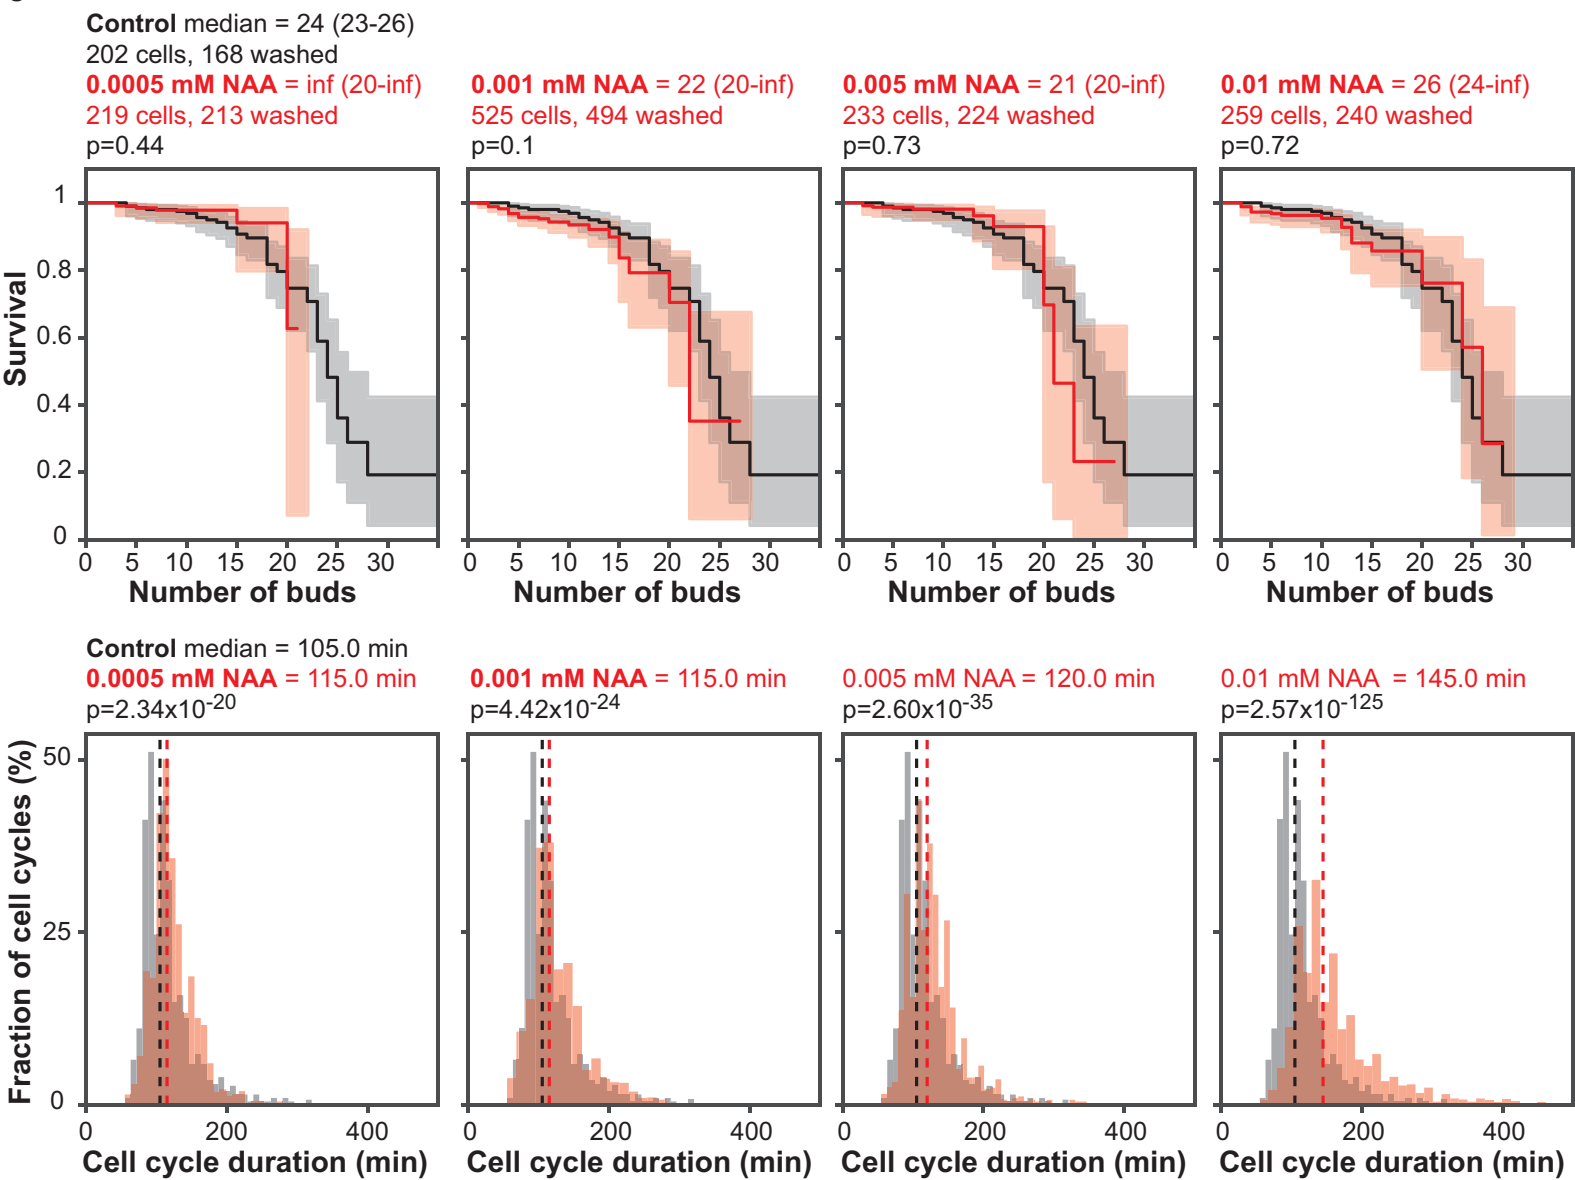 Control median = 24 (23-26)
202 cells, 168 washed
0.0005 mM NAA = inf (20-inf)
219 cells, 213 washed
p=0.44
0.001 mM NAA = 22 (20-inf)
525 cells, 494 washed
p=0.1
0.005 mM NAA = 21 (20-inf)
233 cells, 224 washed
p=0.73
0.01 mM NAA = 26 (24-inf)
259 cells, 240 washed
p=0.72
Survival
1
0.8
0.6
0.4
0.2
0
0 5 10 15 20 25 30
Number of buds
0 5 10 15 20 25 30
Number of buds
0 5 10 15 20 25 30
Number of buds
0 5 10 15 20 25 30
Number of buds
Control median = 105.0 min
0.0005 mM NAA = 115.0 min
p=2.34x10-20
0.001 mM NAA = 115.0 min
p=4.42x10-24
0.005 mM NAA = 120.0 min
p=2.60x10-35
0.01 mM NAA = 145.0 min
p=2.57x10-125
Fraction of cell cycles (%)
50
25
0
0 200 400
Cell cycle duration (min)
0 200 400
Cell cycle duration (min)
0 200 400
Cell cycle duration (min)
0 200 400
Cell cycle duration (min)